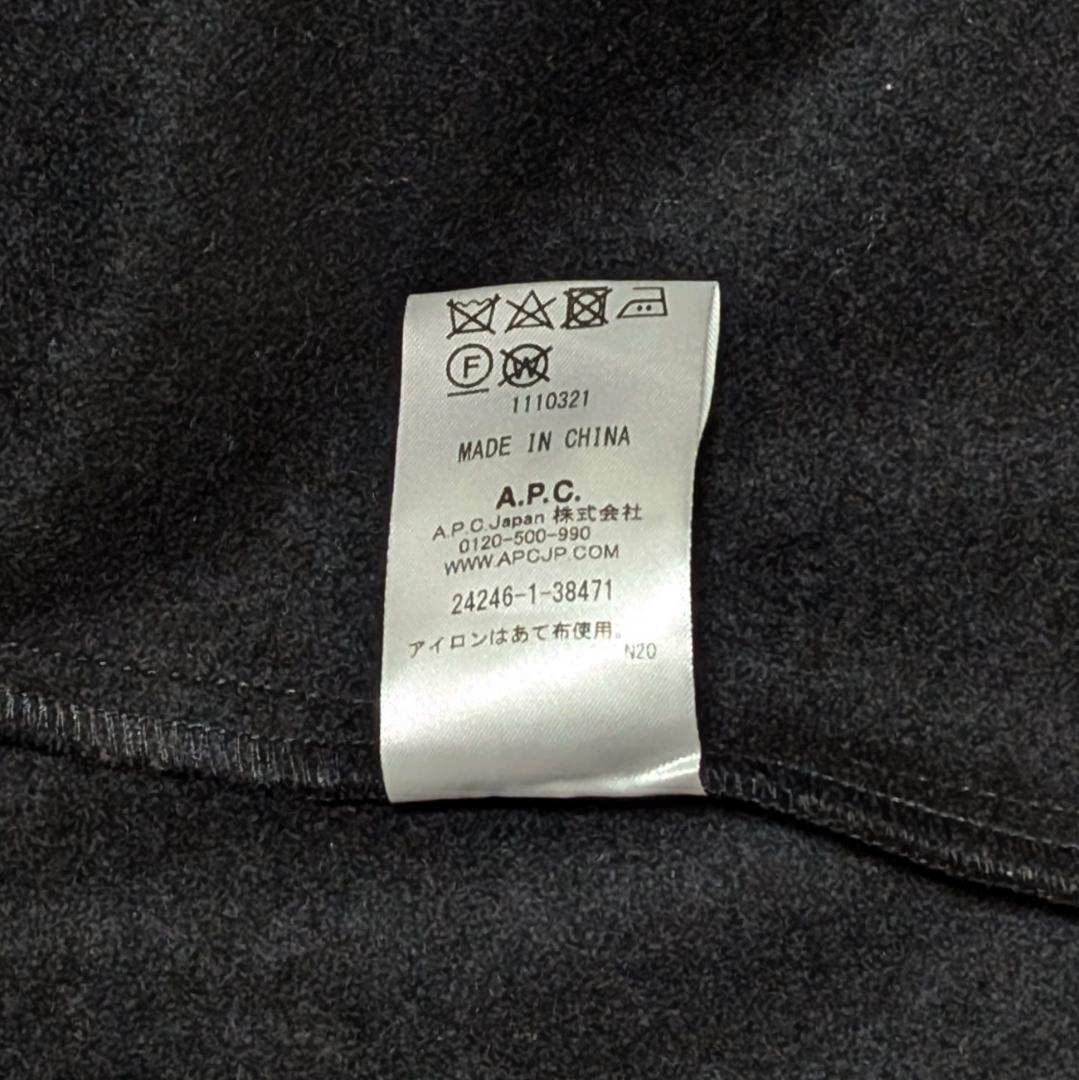 F W
1110321
MADE IN CHINA
A.P.C.
A.P.C.Japan 株式会社
0120-500-990
WWW.APCJP.COM
24246-1-38471
アイロンはあて布使用。
N20